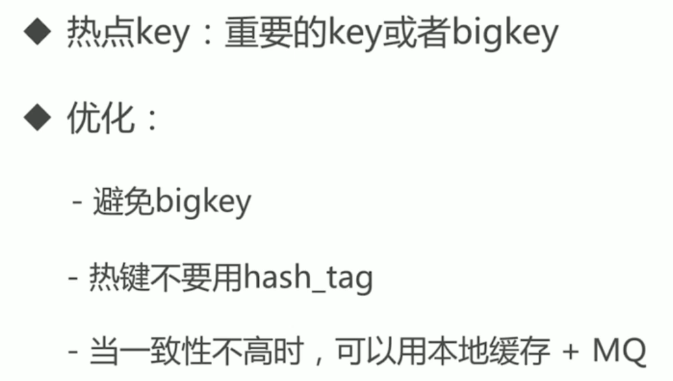 ◆ 热点key：重要的key或者bigkey
◆ 优化：
- 避免bigkey
- 热键不要用hash_tag
- 当一致性不高时，可以用本地缓存 + MQ